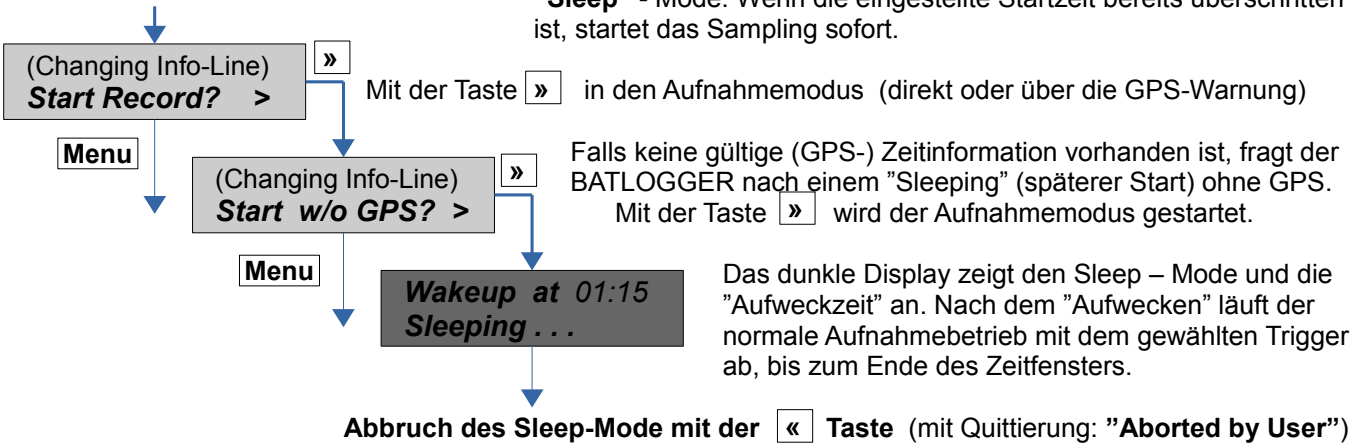 "Sleep" - Mode. Wenn die eingestellte Startzeit bereits überschritten
ist, startet das Sampling sofort.
(Changing Info-Line)
Start Record? >
»
Mit der Taste » in den Aufnahmemodus (direkt oder über die GPS-Warnung)
Menu
(Changing Info-Line)
Start w/o GPS? >
»
Falls keine gültige (GPS-) Zeitinformation vorhanden ist, fragt der
BATLOGGER nach einem ”Sleeping” (späterer Start) ohne GPS.
Mit der Taste » wird der Aufnahmemodus gestartet.
Menu
Wakeup at 01:15
Sleeping . . .
Das dunkle Display zeigt den Sleep – Mode und die
”Aufweckzeit” an. Nach dem ”Aufwecken” läuft der
normale Aufnahmebetrieb mit dem gewählten Trigger
ab, bis zum Ende des Zeitfensters.
Abbruch des Sleep-Mode mit der « Taste (mit Quittierung: ”Aborted by User”)